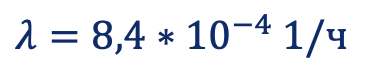 λ = 8,4 * 10⁻⁴ 1/ч